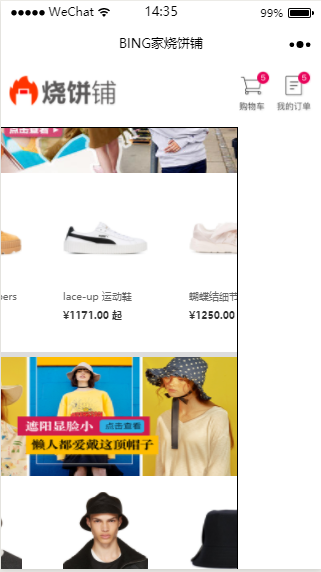 WeChat 14:35 99%
BING家烧饼铺
烧饼铺
5 5
购物车 我的订单
点击查看
bers lace-up 运动鞋 蝴蝶结细节
¥1171.00 起 ¥1250.00
遮阳显脸小 点击查看
懒人都爱戴这顶帽子